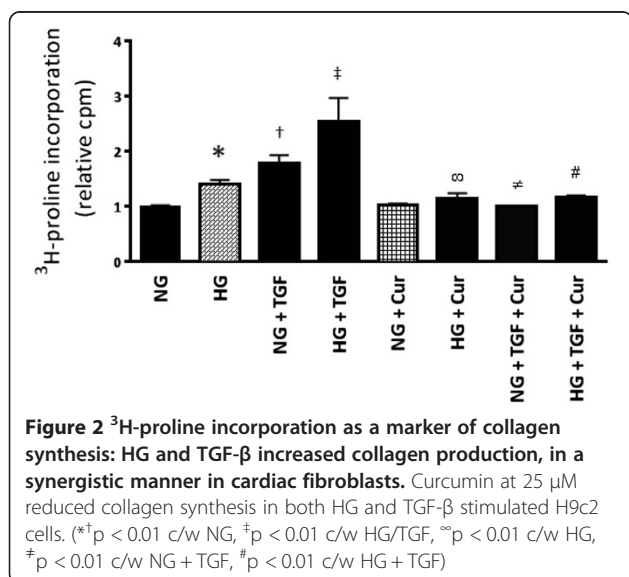 ³H-proline incorporation
(relative cpm)
4
3
2
1
0
*
†
‡
∞
≠
#
NG
HG
NG + TGF
HG + TGF
NG + Cur
HG + Cur
NG + TGF + Cur
HG + TGF + Cur
Figure 2 ³H-proline incorporation as a marker of collagen
synthesis: HG and TGF-β increased collagen production, in a
synergistic manner in cardiac fibroblasts. Curcumin at 25 μM
reduced collagen synthesis in both HG and TGF-β stimulated H9c2
cells. (*†p < 0.01 c/w NG, ‡p < 0.01 c/w HG/TGF, ∞p < 0.01 c/w HG,
≠p < 0.01 c/w NG + TGF, #p < 0.01 c/w HG + TGF)